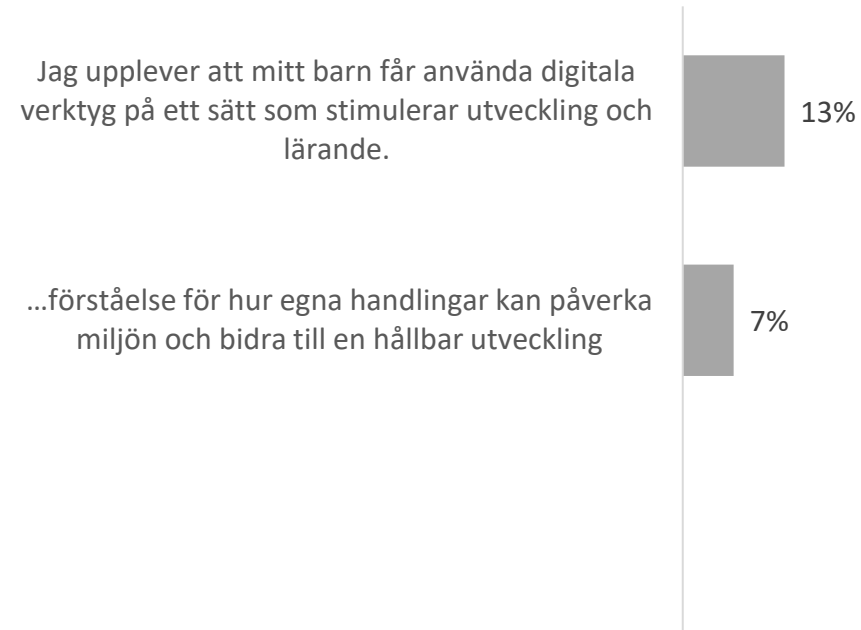 Jag upplever att mitt barn får använda digitala
verktyg på ett sätt som stimulerar utveckling och
lärande.
13%
…förståelse för hur egna handlingar kan påverka
miljön och bidra till en hållbar utveckling
7%